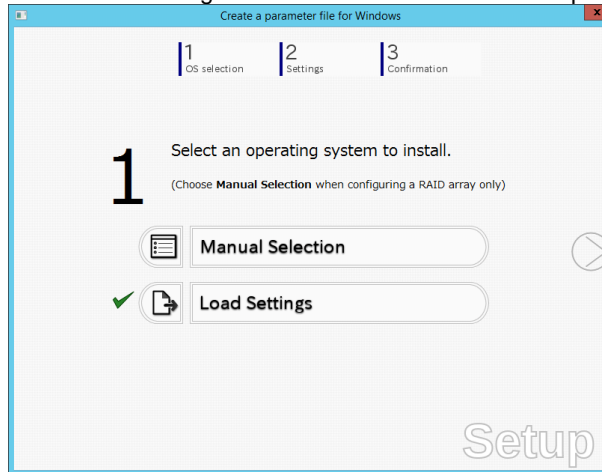 Create a parameter file for Windows
1
OS selection
2
Settings
3
Confirmation
1
Select an operating system to install.
(Choose Manual Selection when configuring a RAID array only)
Manual Selection
Load Settings
Setup